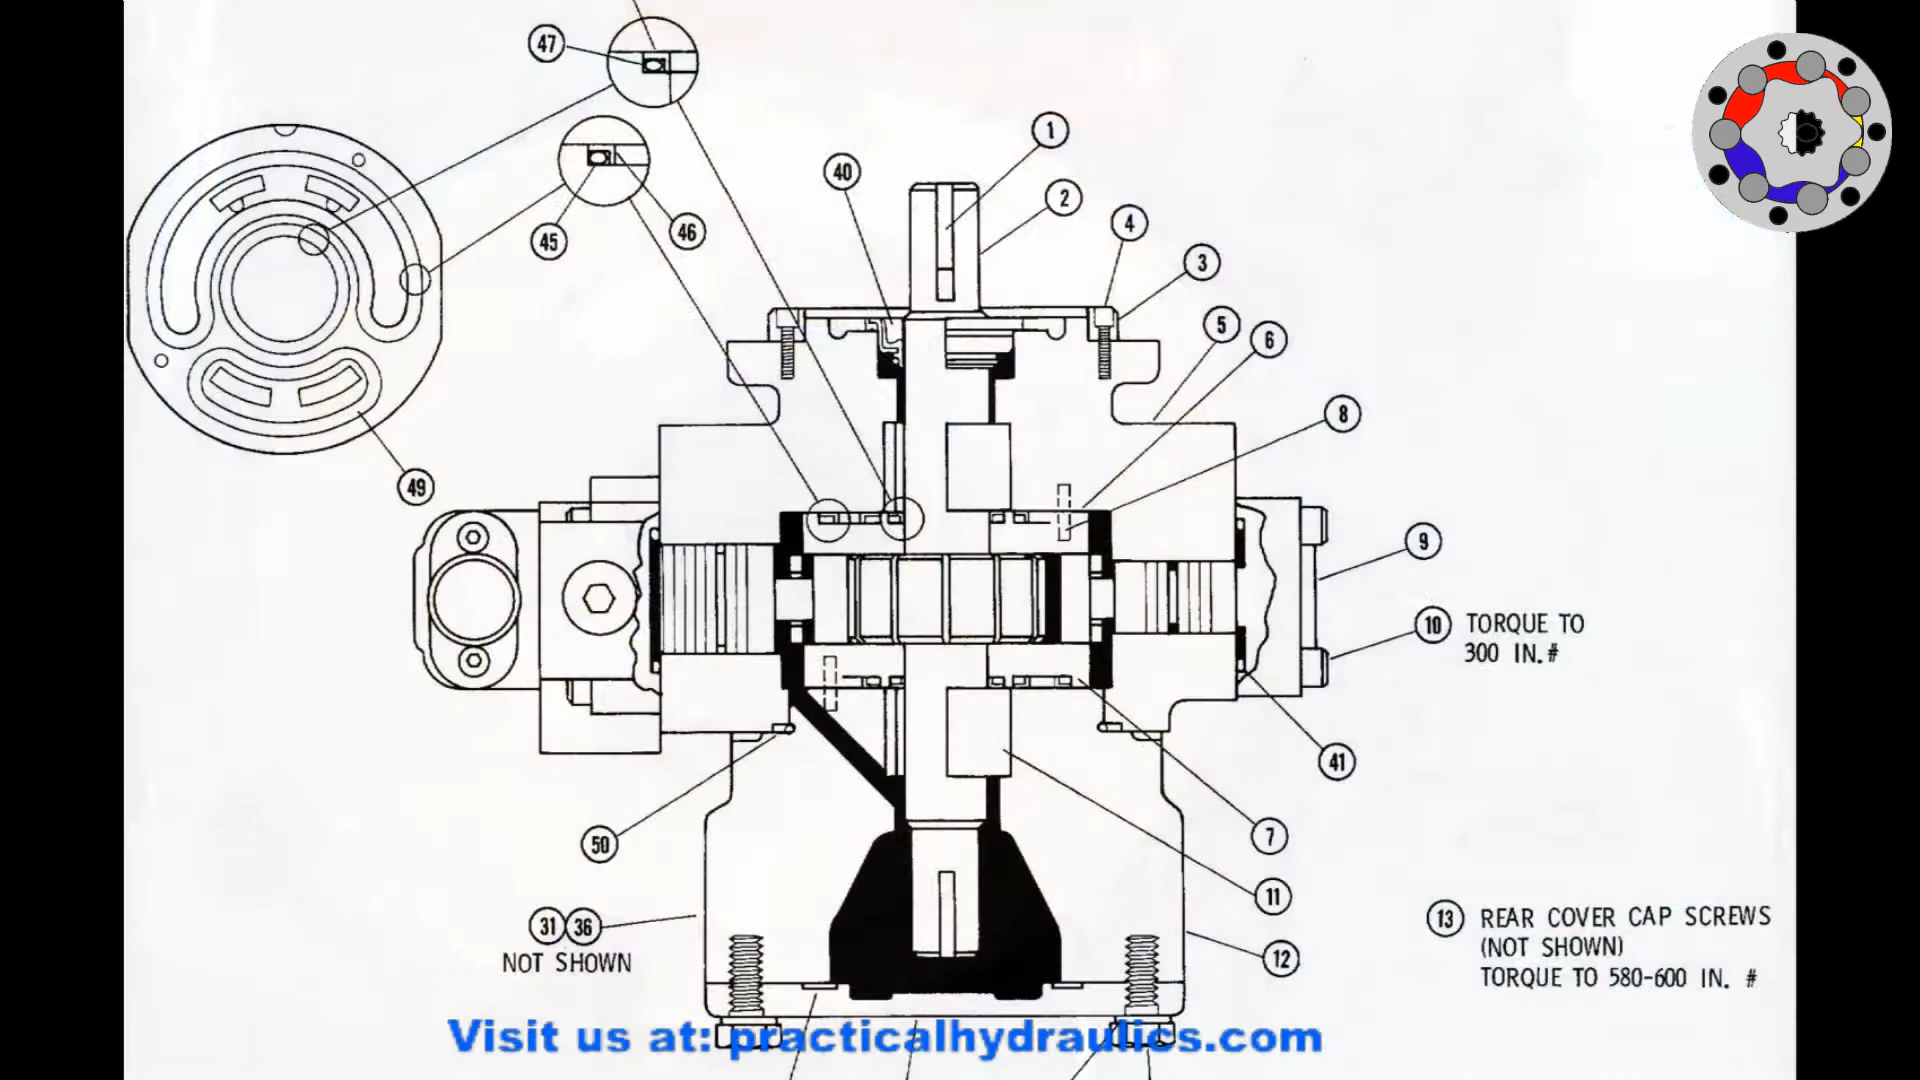 47
1
40
2
4
45
46
3
5
6
8
49
9
10 TORQUE TO
300 IN.#
41
7
50
11
31 36
NOT SHOWN
12
13 REAR COVER CAP SCREWS
(NOT SHOWN)
TORQUE TO 580-600 IN. #
Visit us at: practicalhydraulics.com